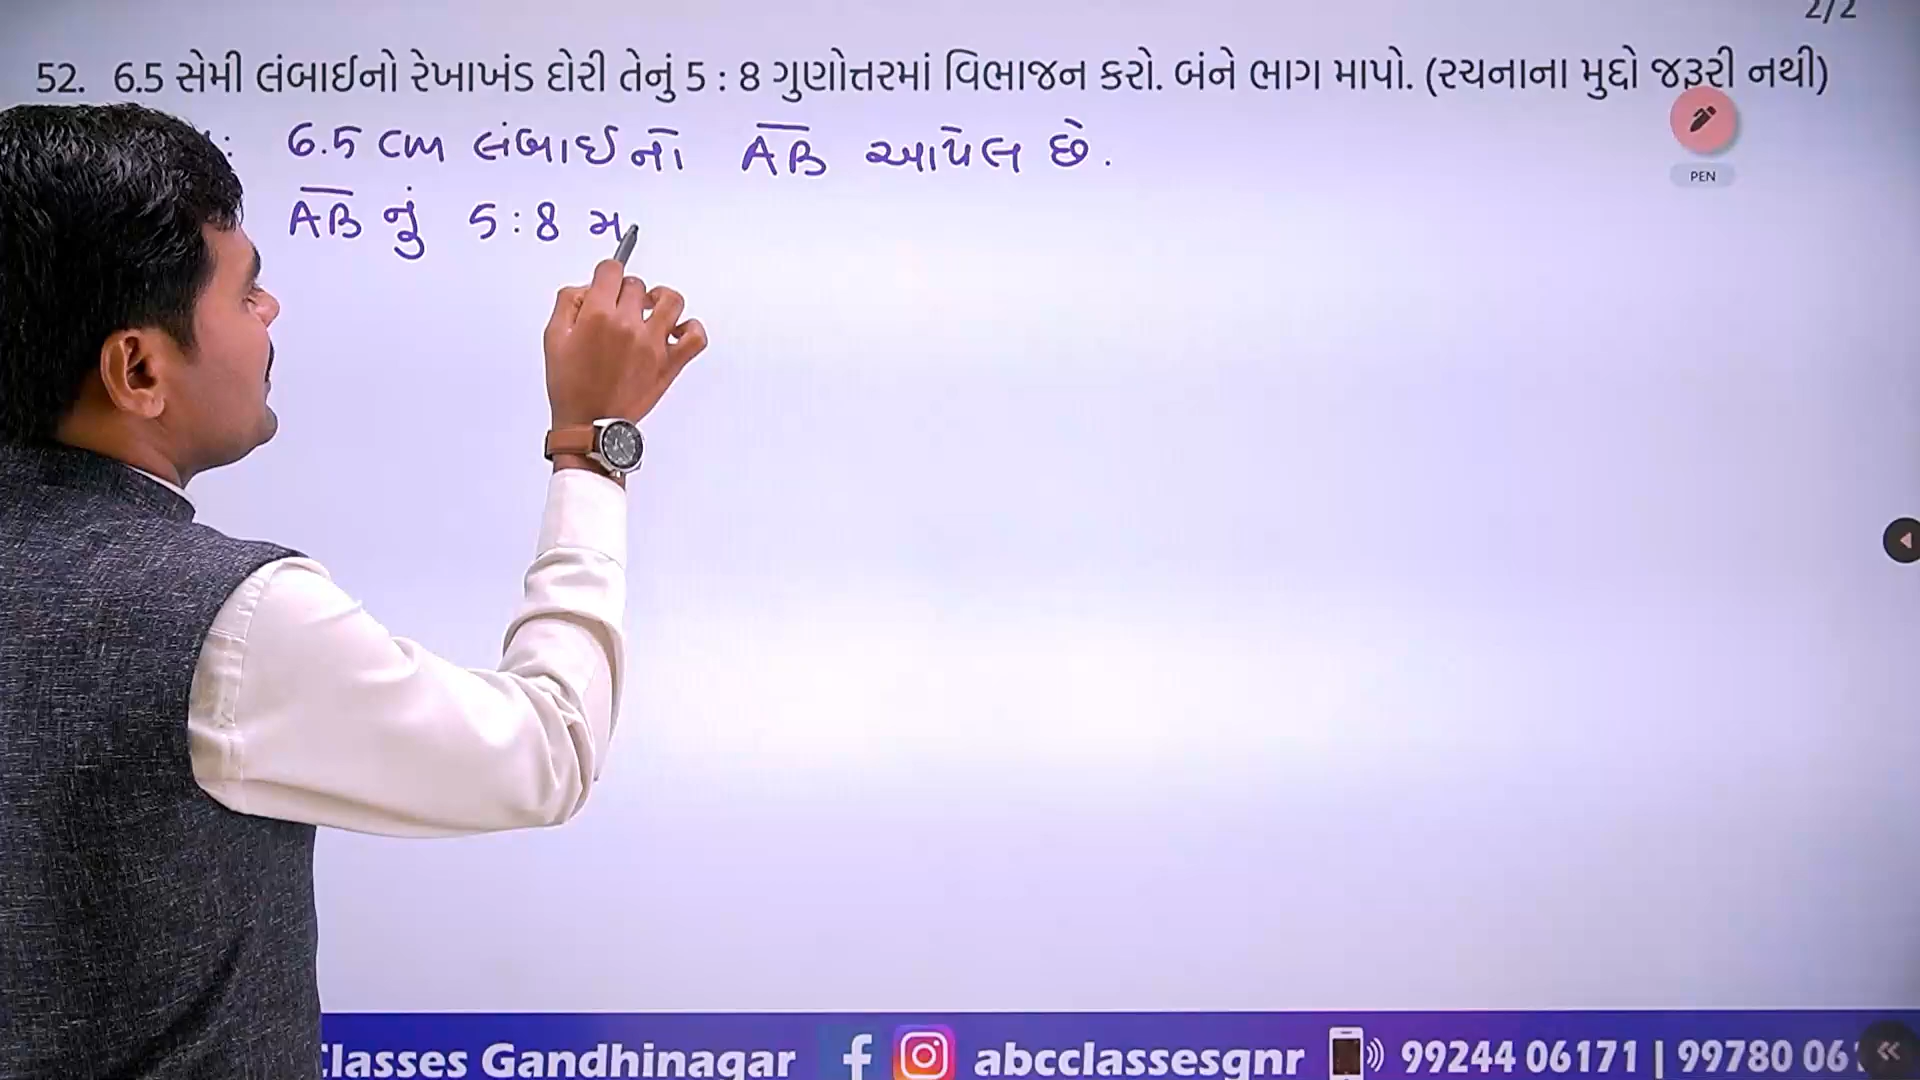 2/2
52. 6.5 સેમી લંબાઈનો રેખાખંડ દોરી તેનું 5 : 8 ગુણોત્તરમાં વિભાજન કરો. બંને ભાગ માપો. (રચનાના મુદ્દો જરૂરી નથી)
: 6.5 cm લંબાઈનો AB આપેલ છે.
AB નું 5:8 મ
PEN
Classes Gandhinagar abcclassesgnr 99244 06171 | 99780 06